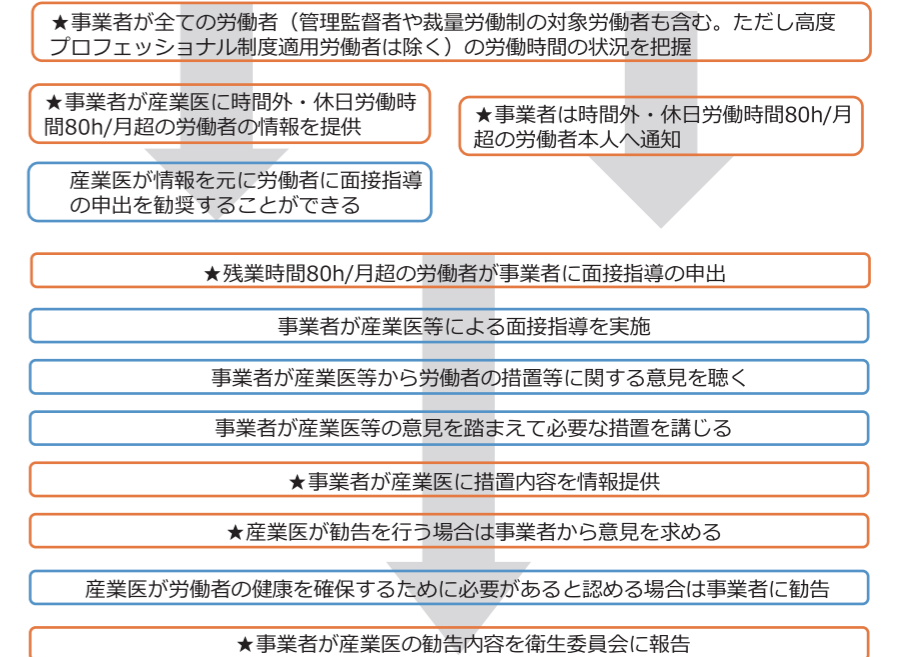 ★事業者が全ての労働者（管理監督者や裁量労働制の対象労働者も含む。ただし高度
プロフェッショナル制度適用労働者は除く）の労働時間の状況を把握
★事業者が産業医に時間外・休日労働時
間80h/月超の労働者の情報を提供
★事業者は時間外・休日労働時間80h/月
超の労働者本人へ通知
産業医が情報を元に労働者に面接指導
の申出を勧奨することができる
★残業時間80h/月超の労働者が事業者に面接指導の申出
事業者が産業医等による面接指導を実施
事業者が産業医等から労働者の措置等に関する意見を聴く
事業者が産業医等の意見を踏まえて必要な措置を講じる
★事業者が産業医に措置内容を情報提供
★産業医が勧告を行う場合は事業者から意見を求める
産業医が労働者の健康を確保するために必要があると認める場合は事業者に勧告
★事業者が産業医の勧告内容を衛生委員会に報告